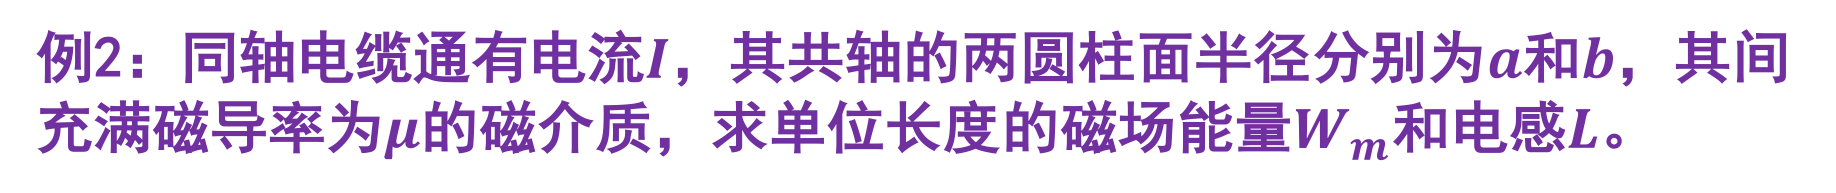 例2：同轴电缆通有电流I，其共轴的两圆柱面半径分别为a和b，其间
充满磁导率为μ的磁介质，求单位长度的磁场能量Wₘ和电感L。